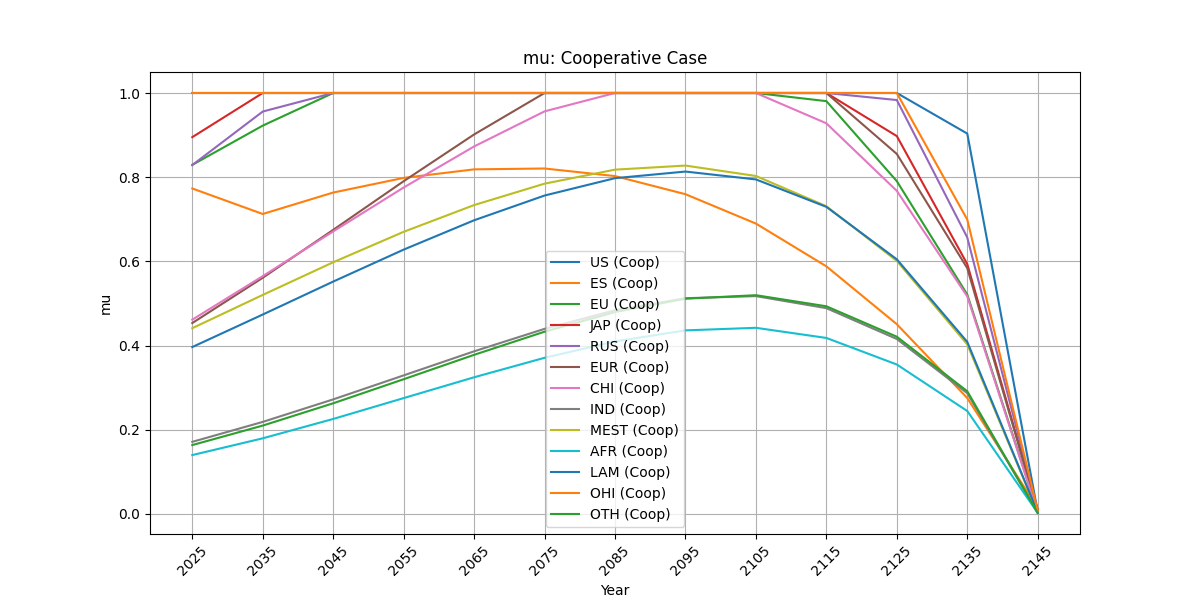 mu: Cooperative Case
mu
1.0
0.8
0.6
0.4
0.2
0.0
US (Coop)
ES (Coop)
EU (Coop)
JAP (Coop)
RUS (Coop)
EUR (Coop)
CHI (Coop)
IND (Coop)
MEST (Coop)
AFR (Coop)
LAM (Coop)
OHI (Coop)
OTH (Coop)
2025 2035 2045 2055 2065 2075 2085 2095 2105 2115 2125 2135 2145
Year